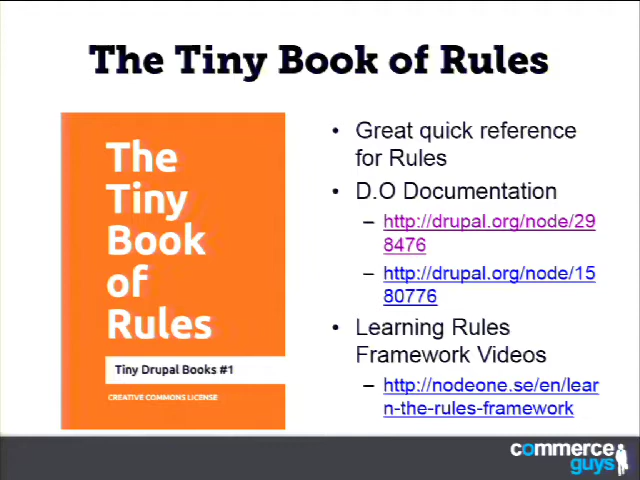 The Tiny Book of Rules
The
Tiny
Book
of
Rules
Tiny Drupal Books #1
CREATIVE COMMONS LICENSE
• Great quick reference
for Rules
• D.O Documentation
– http://drupal.org/node/29
8476
– http://drupal.org/node/15
80776
• Learning Rules
Framework Videos
– http://nodeone.se/en/lear
n-the-rules-framework
commerce
guys